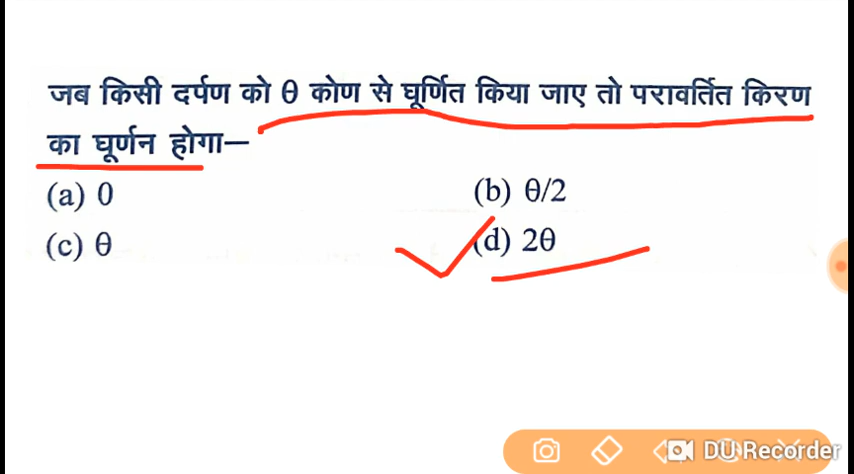 जब किसी दर्पण को θ कोण से घूर्णित किया जाए तो परावर्तित किरण
का घूर्णन होगा—
(a) 0 (b) θ/2
(c) θ (d) 2θ
DU Recorder